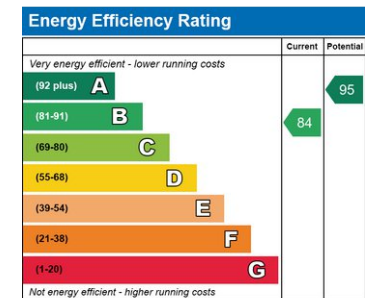 Energy Efficiency Rating
Current Potential
Very energy efficient - lower running costs
(92 plus) A
95
(81-91) B
84
(69-80) C
(55-68) D
(39-54) E
(21-38) F
(1-20) G
Not energy efficient - higher running costs